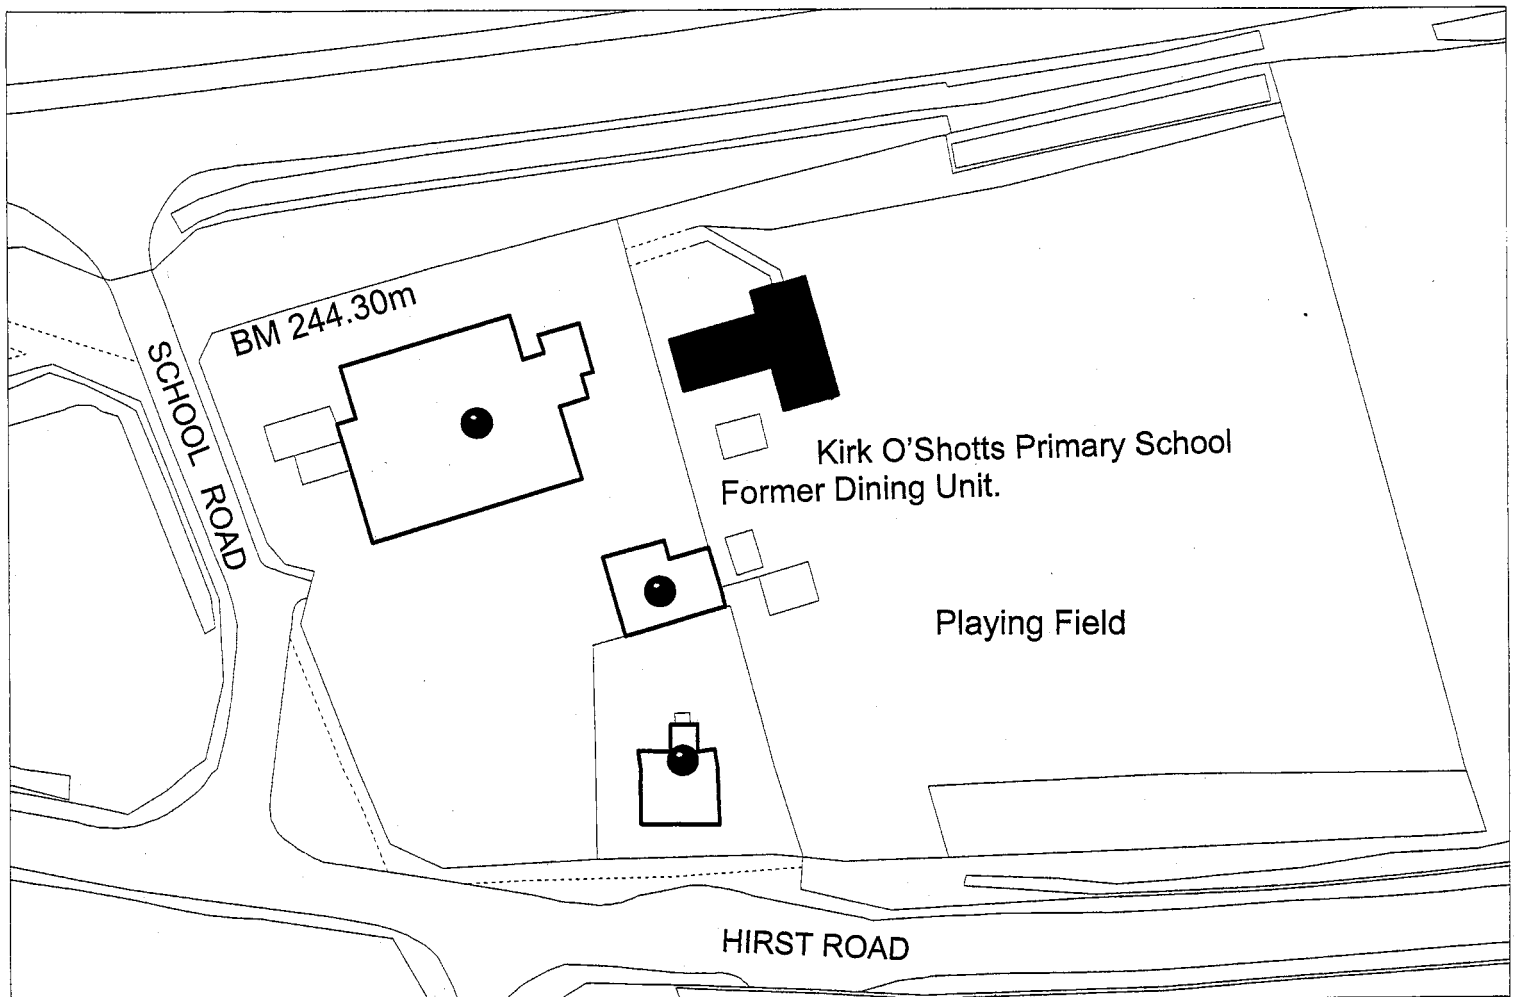 BM 244.30m
SCHOOL ROAD
Kirk O'Shotts Primary School
Former Dining Unit.
Playing Field
HIRST ROAD